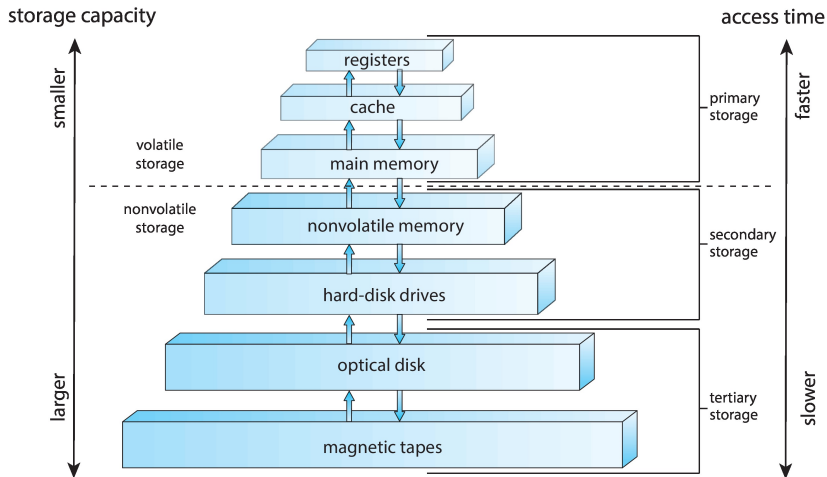 storage capacity
access time
smaller
registers
faster
cache
primary
storage
volatile
storage
main memory
nonvolatile
storage
nonvolatile memory
secondary
storage
hard-disk drives
optical disk
larger
tertiary
storage
slower
magnetic tapes